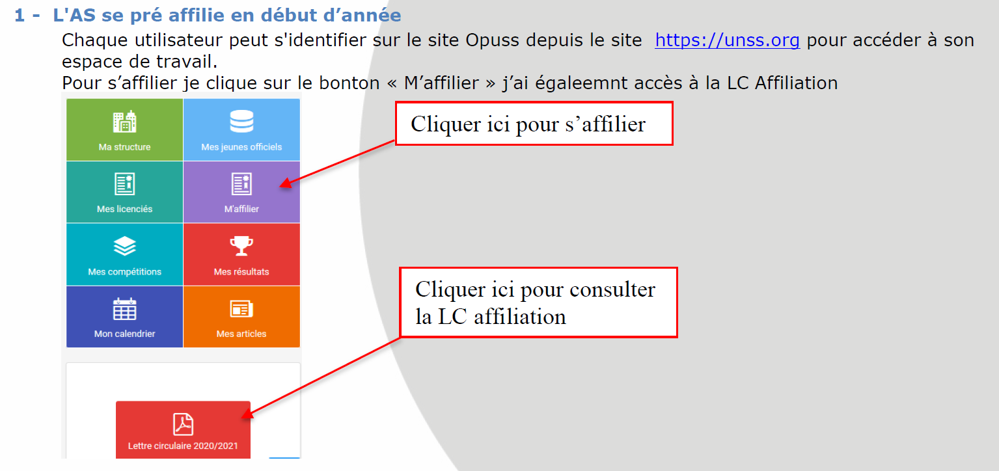 1 - L'AS se pré affilie en début d’année
Chaque utilisateur peut s'identifier sur le site Opuss depuis le site https://unss.org pour accéder à son
espace de travail.
Pour s’affilier je clique sur le bonton « M’affilier » j’ai égaleemnt accès à la LC Affiliation
Cliquer ici pour s’affilier
Ma structure
Mes jeunes officiels
Mes licenciés
M'affilier
Mes compétitions
Mes résultats
Cliquer ici pour consulter
la LC affiliation
Mon calendrier
Mes articles
Lettre circulaire 2020/2021